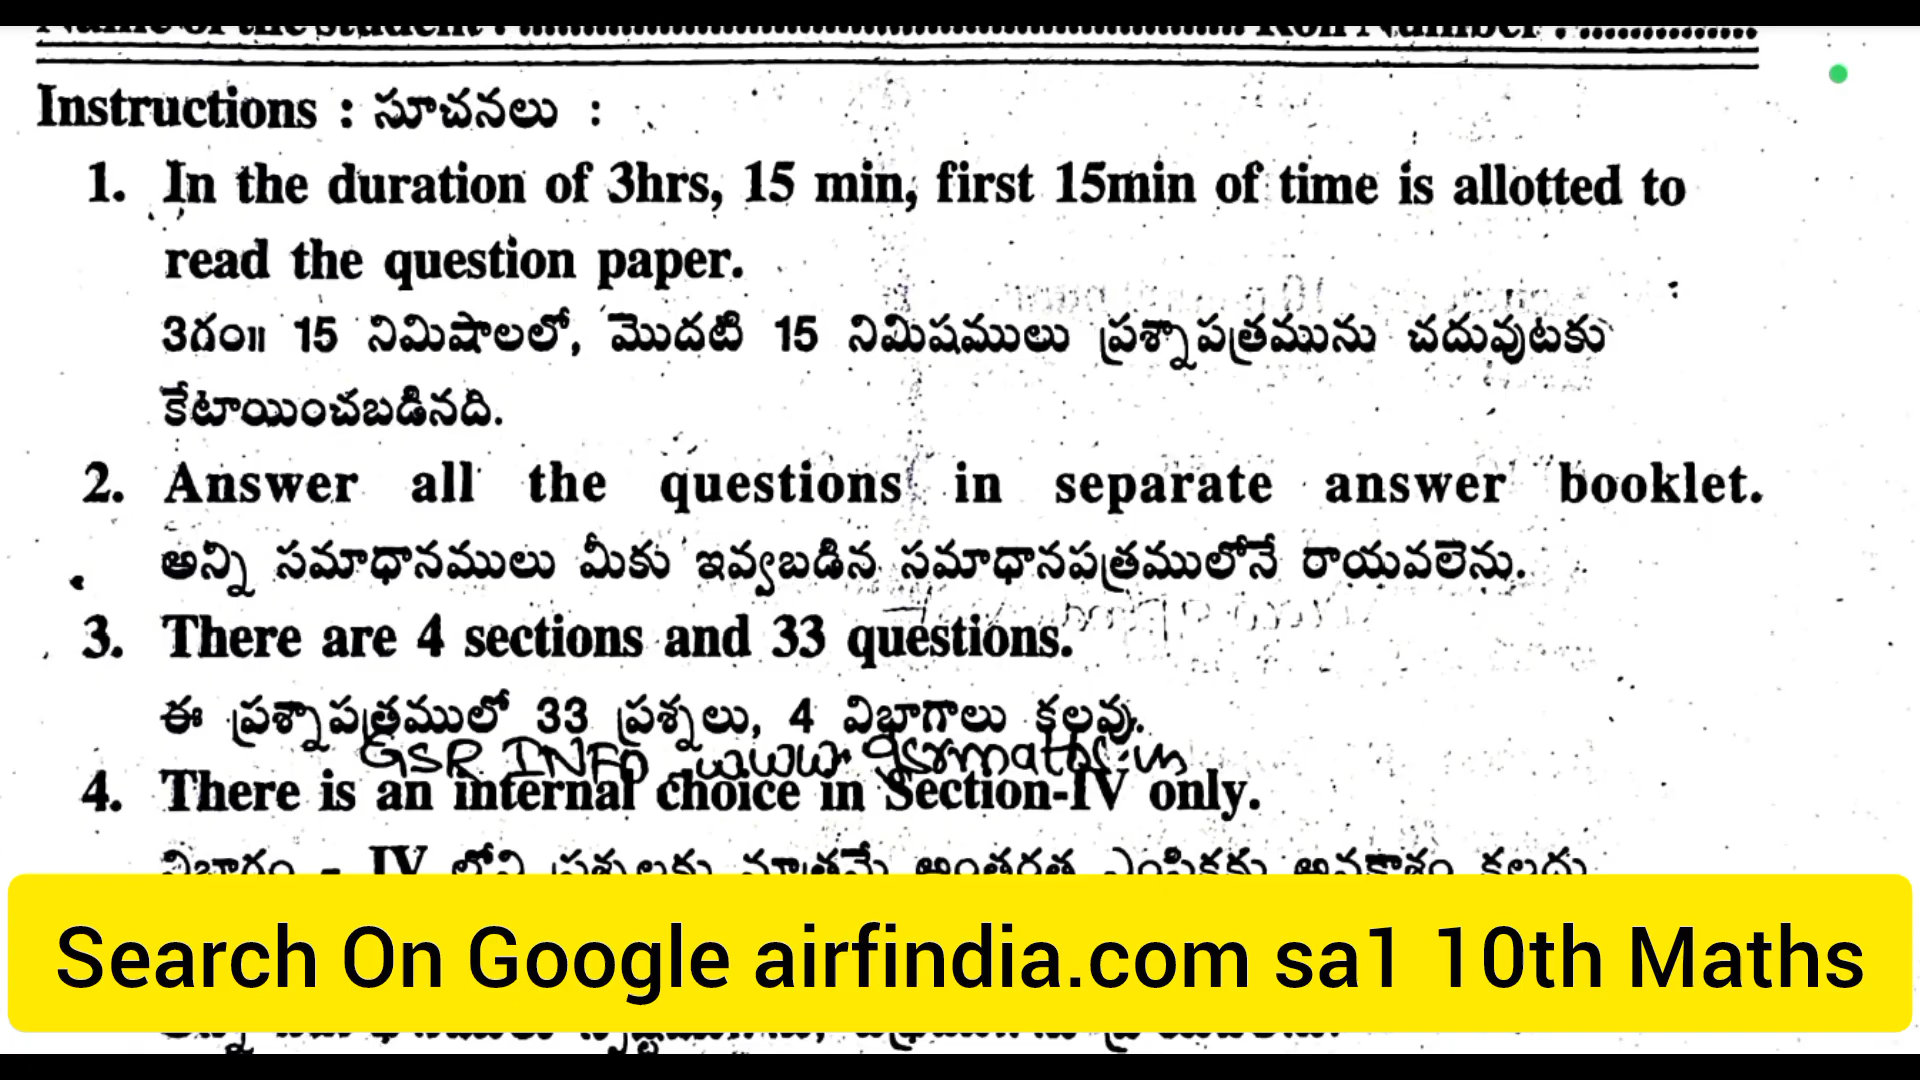 Name of the student : Roll Number :
Instructions : సూచనలు :
1. In the duration of 3hrs, 15 min, first 15min of time is allotted to
read the question paper.
3గం॥ 15 నిమిషాలలో, మొదటి 15 నిమిషములు ప్రశ్నాపత్రమును చదువుటకు
కేటాయించబడినది.
2. Answer all the questions in separate answer booklet.
అన్ని సమాధానములు మీకు ఇవ్వబడిన సమాధానపత్రములోనే రాయవలెను.
3. There are 4 sections and 33 questions.
ఈ ప్రశ్నాపత్రములో 33 ప్రశ్నలు, 4 విభాగాలు కలవు.
GSR INFO - www.gsrmaths.in
4. There is an internal choice in Section-IV only.
విభాగం - IV లోని ప్రశ్నలకు మాత్రమే అంతర్గత ఎంపికకు అవకాశం కలదు
Search On Google airfindia.com sa1 10th Maths